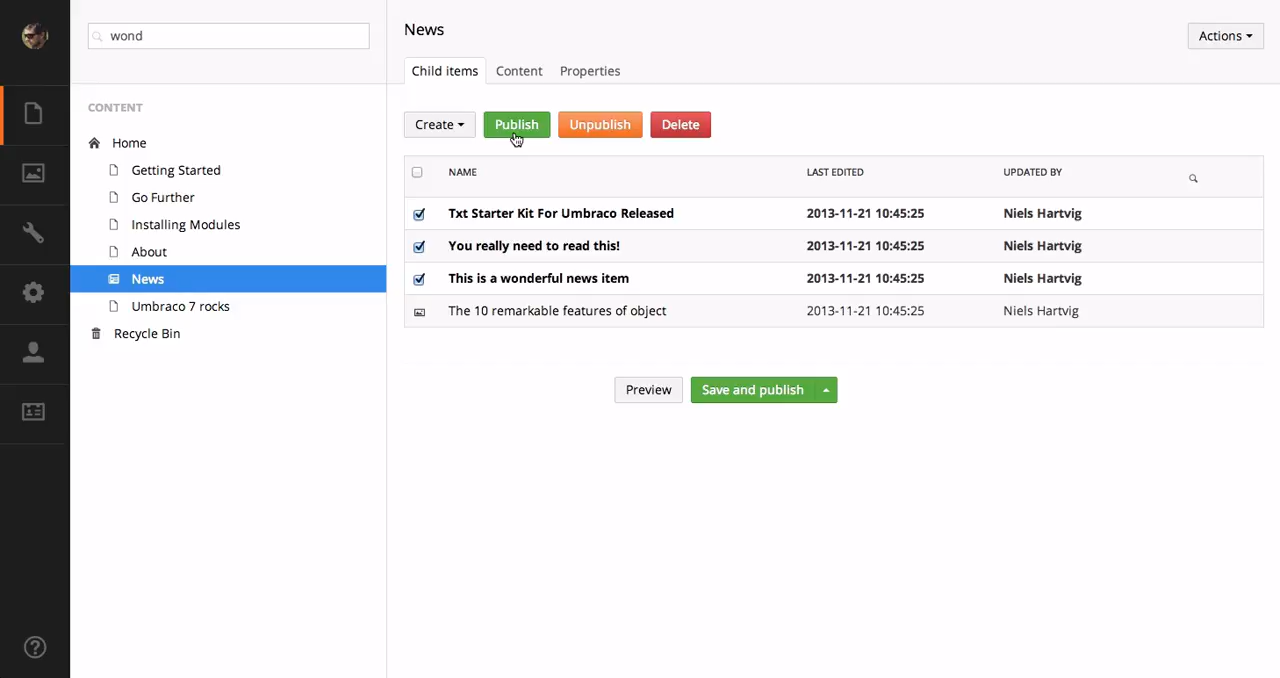 wond
CONTENT
Home
Getting Started
Go Further
Installing Modules
About
News
Umbraco 7 rocks
Recycle Bin
News
Actions
Child items Content Properties
Create Publish Unpublish Delete
NAME LAST EDITED UPDATED BY
Txt Starter Kit For Umbraco Released 2013-11-21 10:45:25 Niels Hartvig
You really need to read this! 2013-11-21 10:45:25 Niels Hartvig
This is a wonderful news item 2013-11-21 10:45:25 Niels Hartvig
The 10 remarkable features of object 2013-11-21 10:45:25 Niels Hartvig
Preview Save and publish